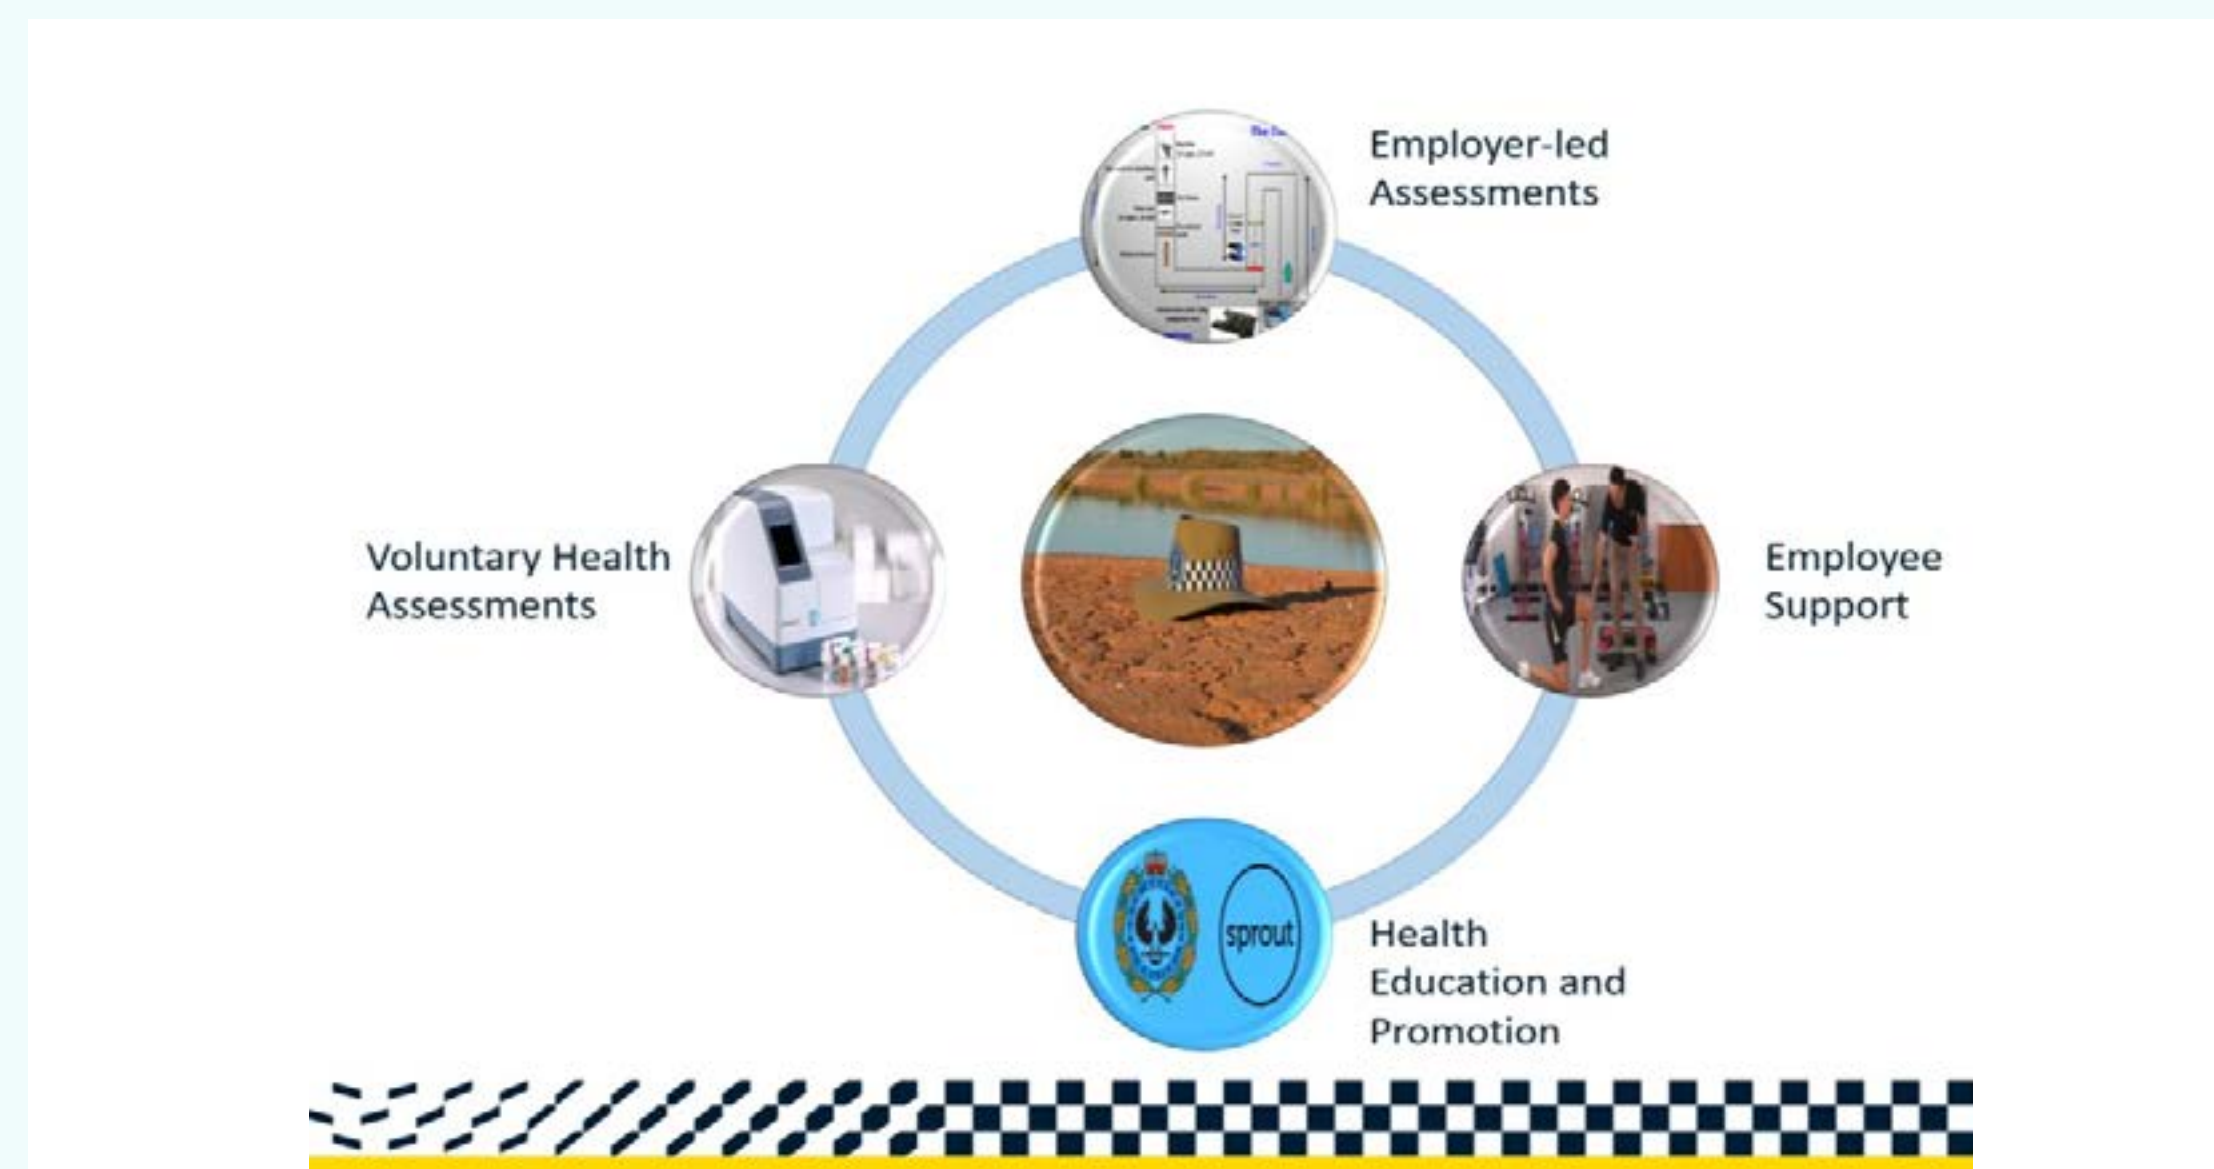 Employer-led
Assessments
Voluntary Health
Assessments
Employee
Support
sprout
Health
Education and
Promotion